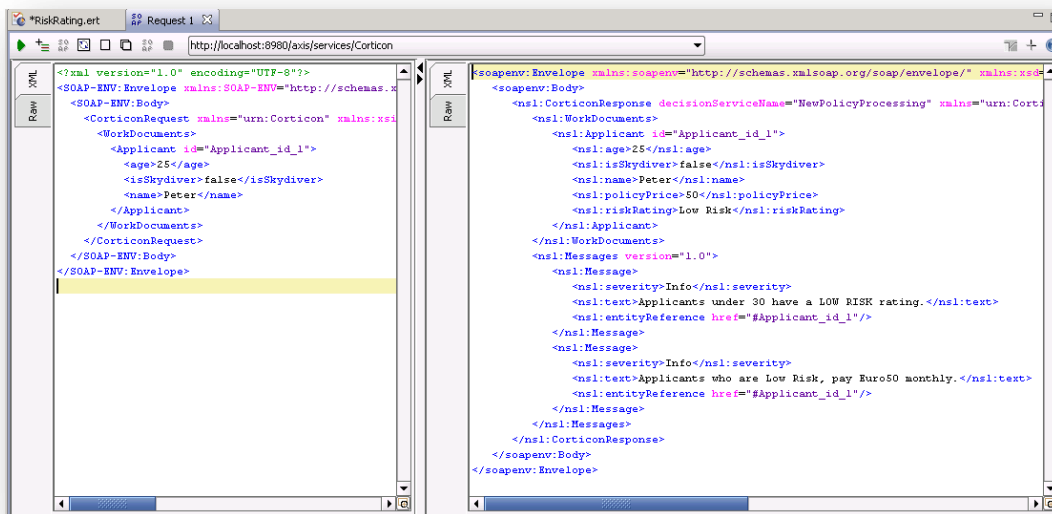 *RiskRating.ert
SO AP Request 1
http://localhost:8980/axis/services/Corticon
XML
Raw
<?xml version="1.0" encoding="UTF-8"?>
<SOAP-ENV:Envelope xmlns:SOAP-ENV="http://schemas.x
<SOAP-ENV:Body>
<CorticonRequest xmlns="urn:Corticon" xmlns:xsi
<WorkDocuments>
<Applicant id="Applicant_id_1">
<age>25</age>
<isSkydiver>false</isSkydiver>
<name>Peter</name>
</Applicant>
</WorkDocuments>
</CorticonRequest>
</SOAP-ENV:Body>
</SOAP-ENV:Envelope>
XML
Raw
<soapenv:Envelope xmlns:soapenv="http://schemas.xmlsoap.org/soap/envelope/" xmlns:xsd=
<soapenv:Body>
<ns1:CorticonResponse decisionServiceName="NewPolicyProcessing" xmlns="urn:Corti
<ns1:WorkDocuments>
<ns1:Applicant id="Applicant_id_1">
<ns1:age>25</ns1:age>
<ns1:isSkydiver>false</ns1:isSkydiver>
<ns1:name>Peter</ns1:name>
<ns1:policyPrice>50</ns1:policyPrice>
<ns1:riskRating>Low Risk</ns1:riskRating>
</ns1:Applicant>
</ns1:WorkDocuments>
<ns1:Messages version="1.0">
<ns1:Message>
<ns1:severity>Info</ns1:severity>
<ns1:text>Applicants under 30 have a LOW RISK rating.</ns1:text>
<ns1:entityReference href="#Applicant_id_1"/>
</ns1:Message>
<ns1:Message>
<ns1:severity>Info</ns1:severity>
<ns1:text>Applicants who are Low Risk, pay Euro50 monthly.</ns1:text>
<ns1:entityReference href="#Applicant_id_1"/>
</ns1:Message>
</ns1:Messages>
</ns1:CorticonResponse>
</soapenv:Body>
</soapenv:Envelope>